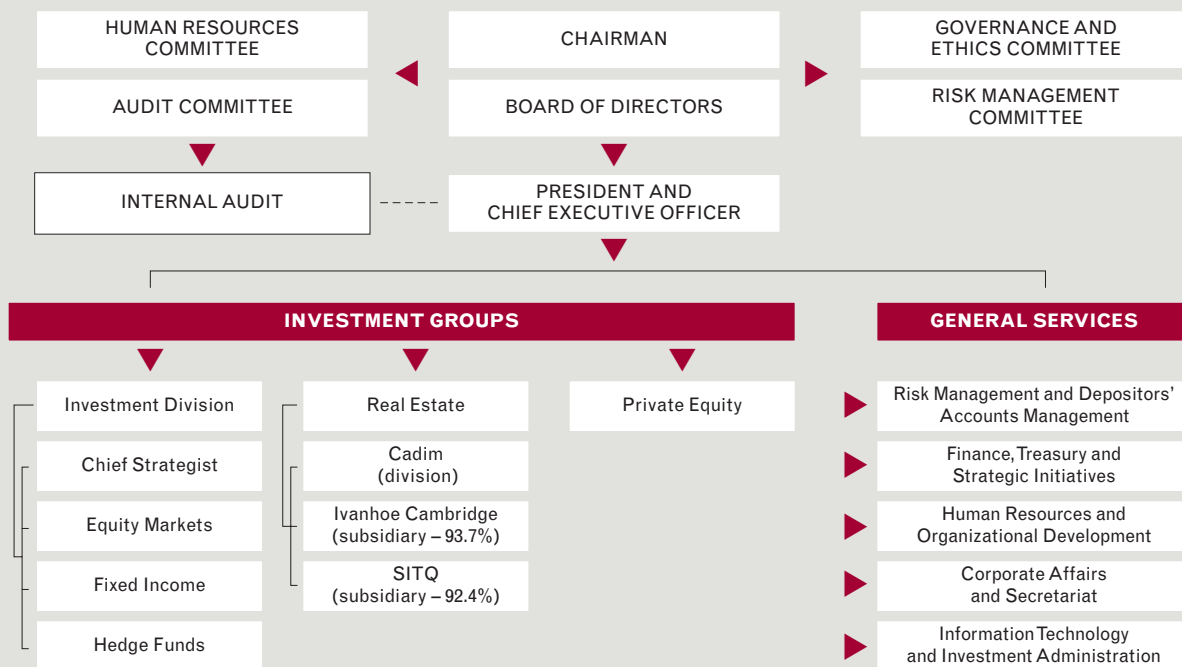 HUMAN RESOURCES
COMMITTEE
CHAIRMAN
GOVERNANCE AND
ETHICS COMMITTEE
AUDIT COMMITTEE
BOARD OF DIRECTORS
RISK MANAGEMENT
COMMITTEE
INTERNAL AUDIT
PRESIDENT AND
CHIEF EXECUTIVE OFFICER
INVESTMENT GROUPS
GENERAL SERVICES
Investment Division
Real Estate
Private Equity
Risk Management and Depositors'
Accounts Management
Chief Strategist
Cadim
(division)
Finance, Treasury and
Strategic Initiatives
Equity Markets
Ivanhoe Cambridge
(subsidiary – 93.7%)
Human Resources and
Organizational Development
Fixed Income
SITQ
(subsidiary – 92.4%)
Corporate Affairs
and Secretariat
Hedge Funds
Information Technology
and Investment Administration